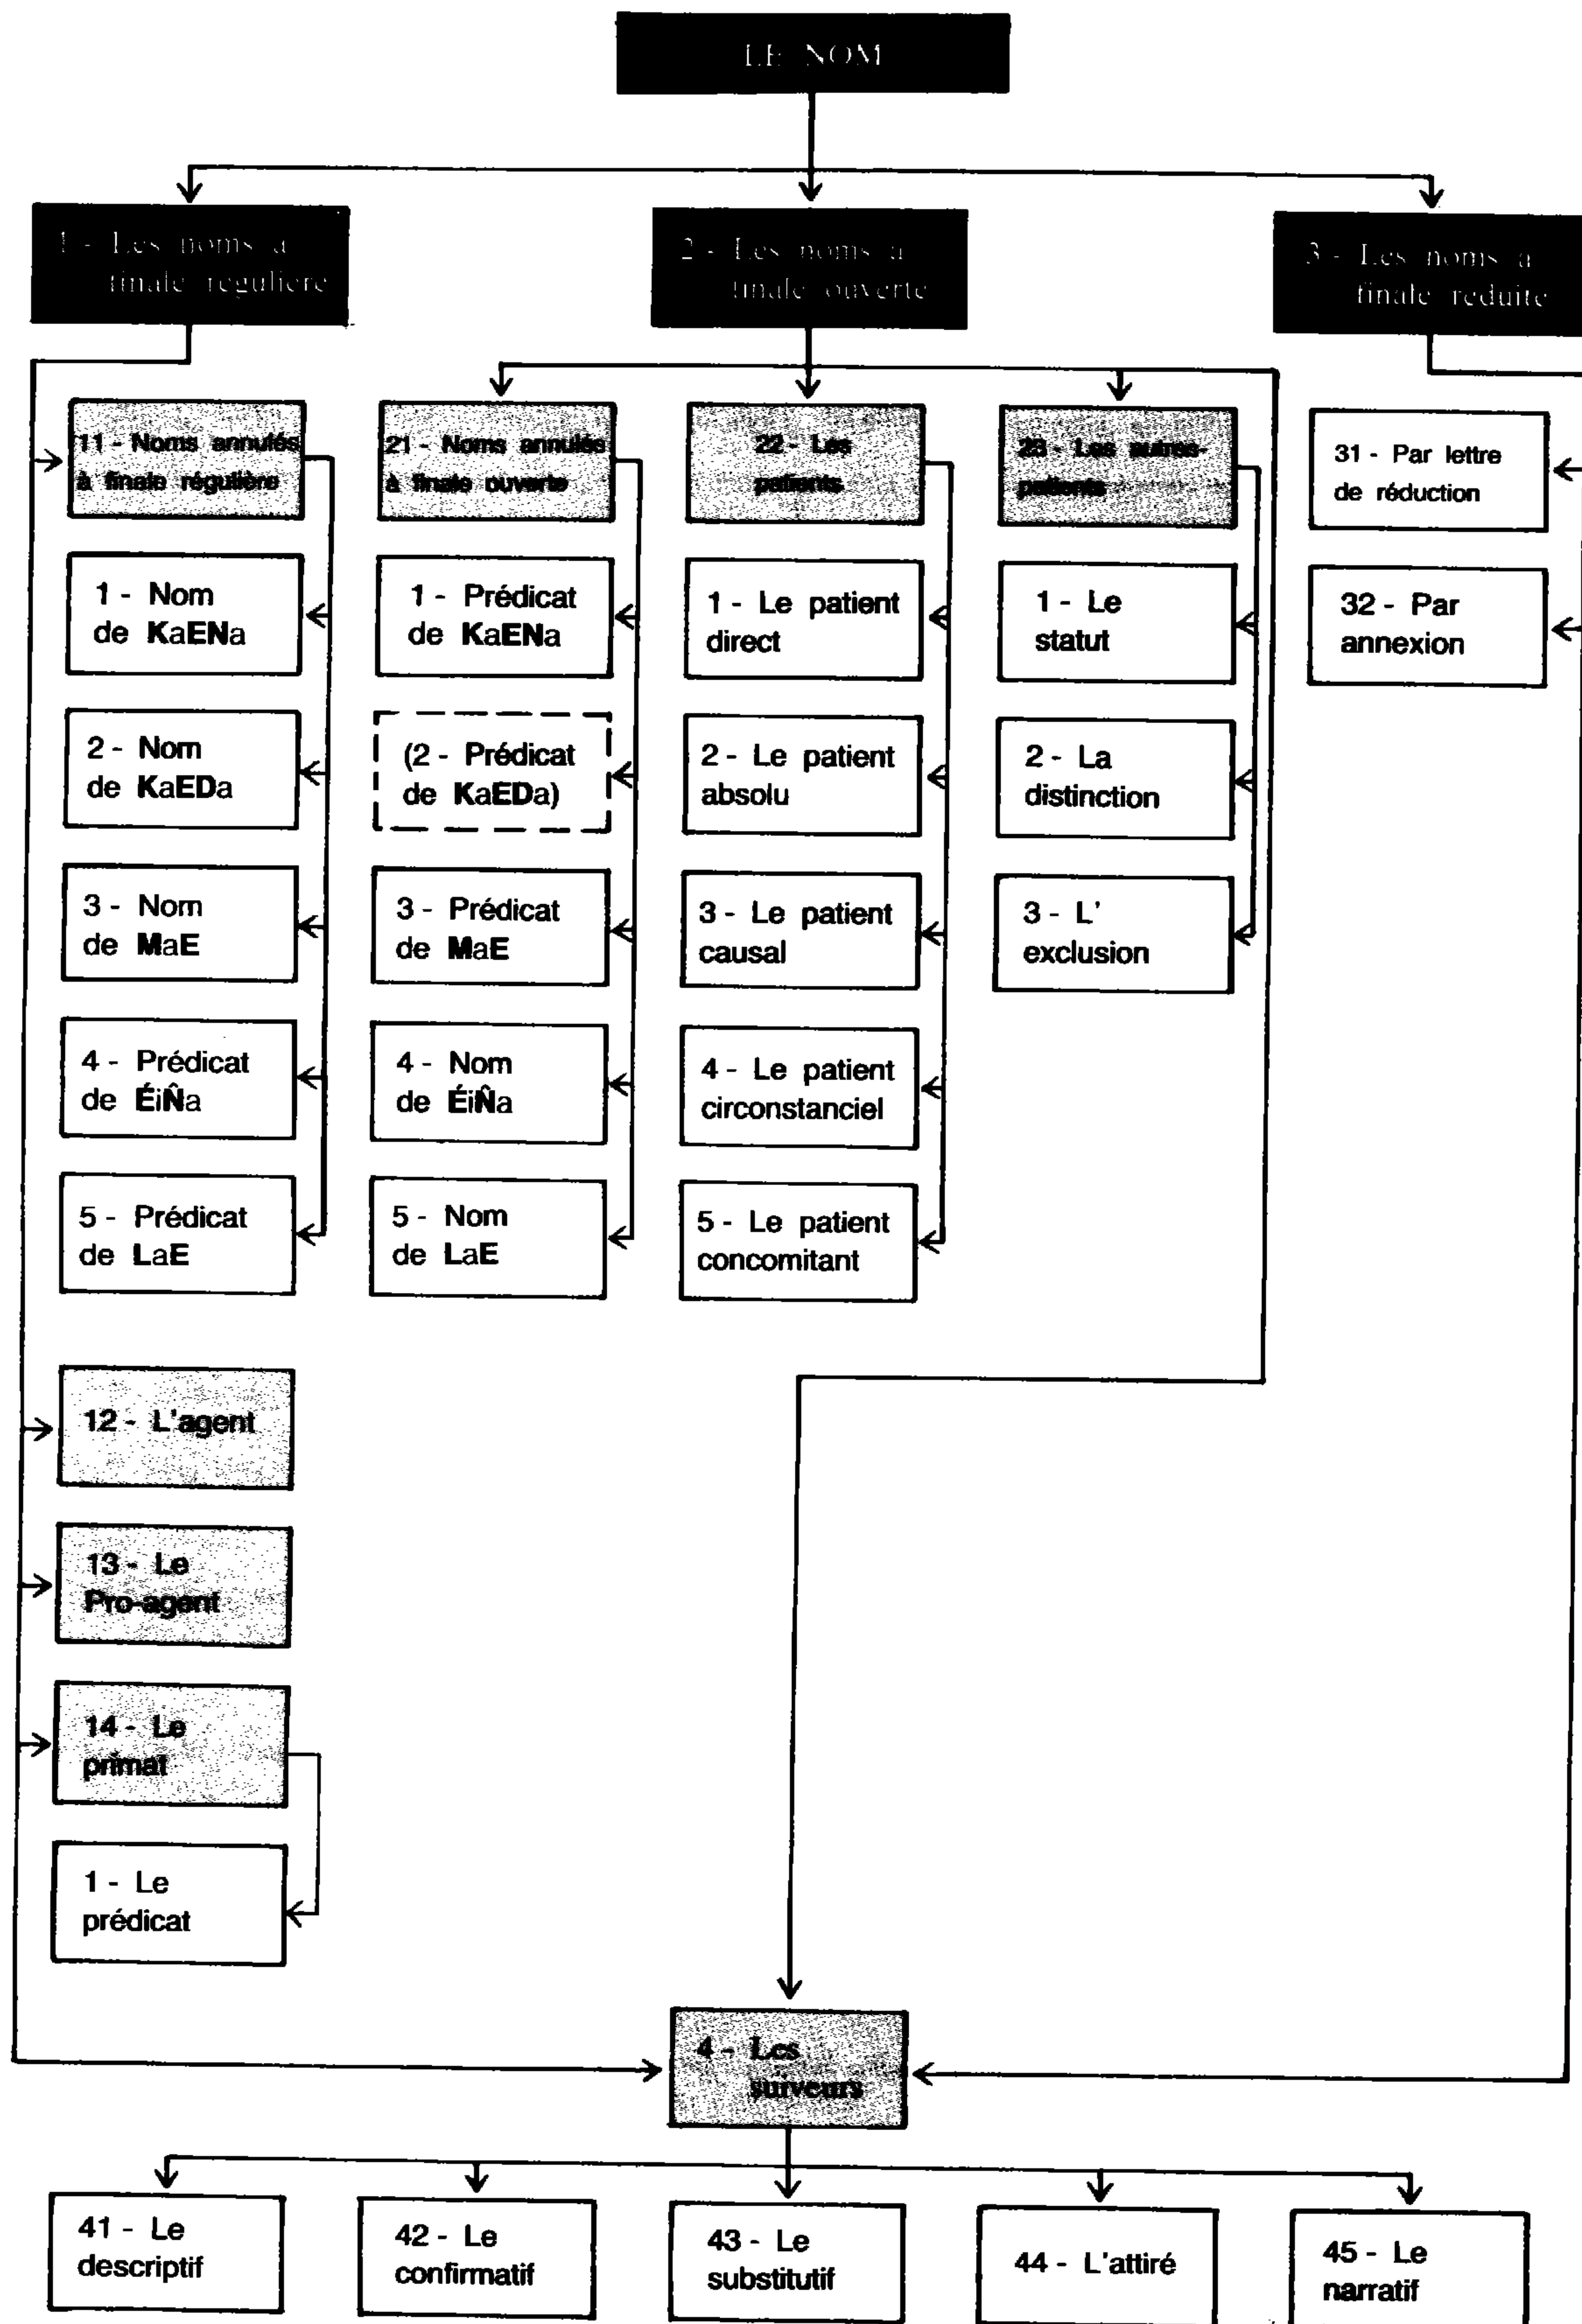 LE NOM
1 - Les noms a
finale reguliere
2 - Les noms a
finale ouverte
3 - Les noms a
finale reduite
11 - Noms annulés
à finale régulière
1 - Nom
de KaENa
2 - Nom
de KaEDa
3 - Nom
de MaE
4 - Prédicat
de ÉiÑa
5 - Prédicat
de LaE
12 - L'agent
13 - Le
Pro-agent
14 - Le
primat
1 - Le
prédicat
21 - Noms annulés
à finale ouverte
1 - Prédicat
de KaENa
(2 - Prédicat
de KaEDa)
3 - Prédicat
de MaE
4 - Nom
de ÉiÑa
5 - Nom
de LaE
22 - Les
patients
1 - Le patient
direct
2 - Le patient
absolu
3 - Le patient
causal
4 - Le patient
circonstanciel
5 - Le patient
concomitant
23 - Les autres-
patients
1 - Le
statut
2 - La
distinction
3 - L'
exclusion
31 - Par lettre
de réduction
32 - Par
annexion
4 - Les
suiveurs
41 - Le
descriptif
42 - Le
confirmatif
43 - Le
substitutif
44 - L'attiré
45 - Le
narratif